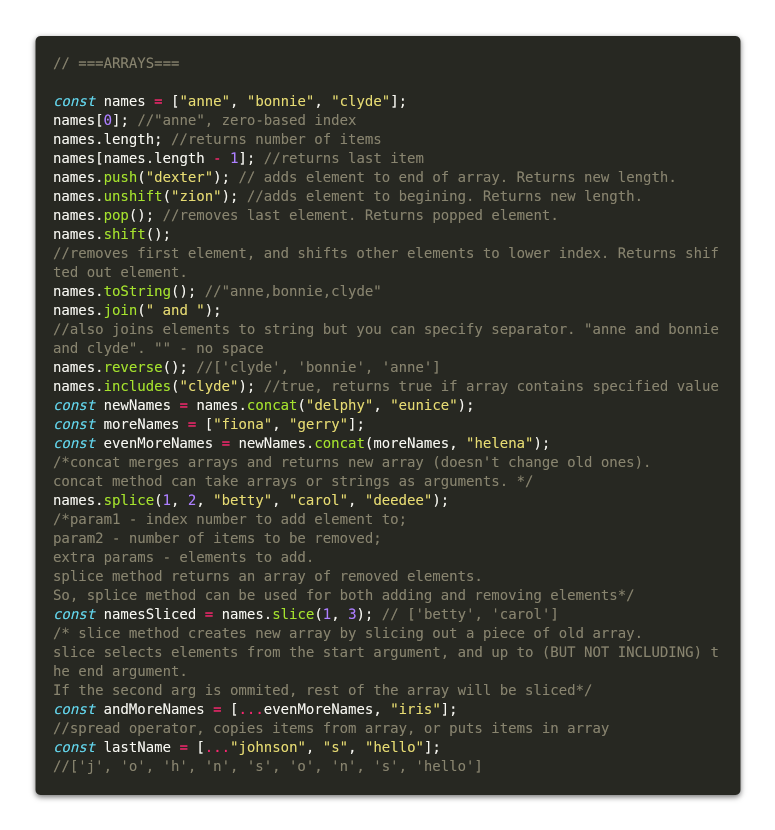 // ===ARRAYS===
const names = ["anne", "bonnie", "clyde"];
names[0]; //"anne", zero-based index
names.length; //returns number of items
names[names.length - 1]; //returns last item
names.push("dexter"); // adds element to end of array. Returns new length.
names.unshift("zion"); //adds element to begining. Returns new length.
names.pop(); //removes last element. Returns popped element.
names.shift();
//removes first element, and shifts other elements to lower index. Returns shif
ted out element.
names.toString(); //"anne,bonnie,clyde"
names.join(" and ");
//also joins elements to string but you can specify separator. "anne and bonnie
and clyde". "" - no space
names.reverse(); //['clyde', 'bonnie', 'anne']
names.includes("clyde"); //true, returns true if array contains specified value
const newNames = names.concat("delphy", "eunice");
const moreNames = ["fiona", "gerry"];
const evenMoreNames = newNames.concat(moreNames, "helena");
/*concat merges arrays and returns new array (doesn't change old ones).
concat method can take arrays or strings as arguments. */
names.splice(1, 2, "betty", "carol", "deedee");
/*param1 - index number to add element to;
param2 - number of items to be removed;
extra params - elements to add.
splice method returns an array of removed elements.
So, splice method can be used for both adding and removing elements*/
const namesSliced = names.slice(1, 3); // ['betty', 'carol']
/* slice method creates new array by slicing out a piece of old array.
slice selects elements from the start argument, and up to (BUT NOT INCLUDING) t
he end argument.
If the second arg is ommited, rest of the array will be sliced*/
const andMoreNames = [...evenMoreNames, "iris"];
//spread operator, copies items from array, or puts items in array
const lastName = [..."johnson", "s", "hello"];
//['j', 'o', 'h', 'n', 's', 'o', 'n', 's', 'hello']